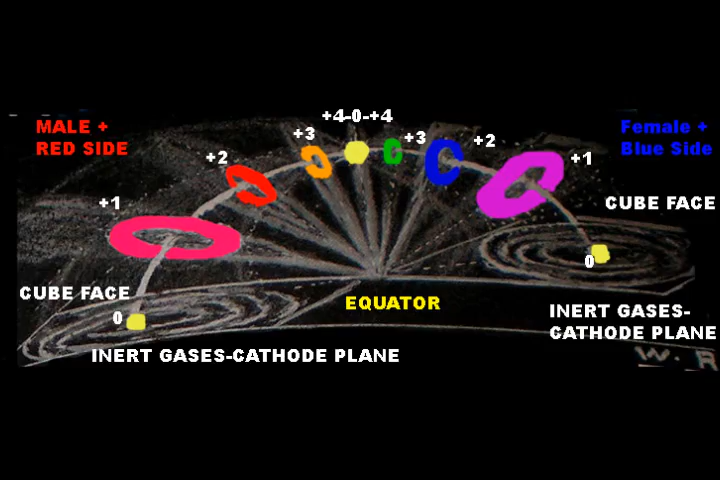 +4-0-+4
MALE +
RED SIDE
+3
+3
Female +
Blue Side
+2
+2
+1
+1
CUBE FACE
0
CUBE FACE
0
EQUATOR
INERT GASES-
CATHODE PLANE
INERT GASES-CATHODE PLANE
W. R